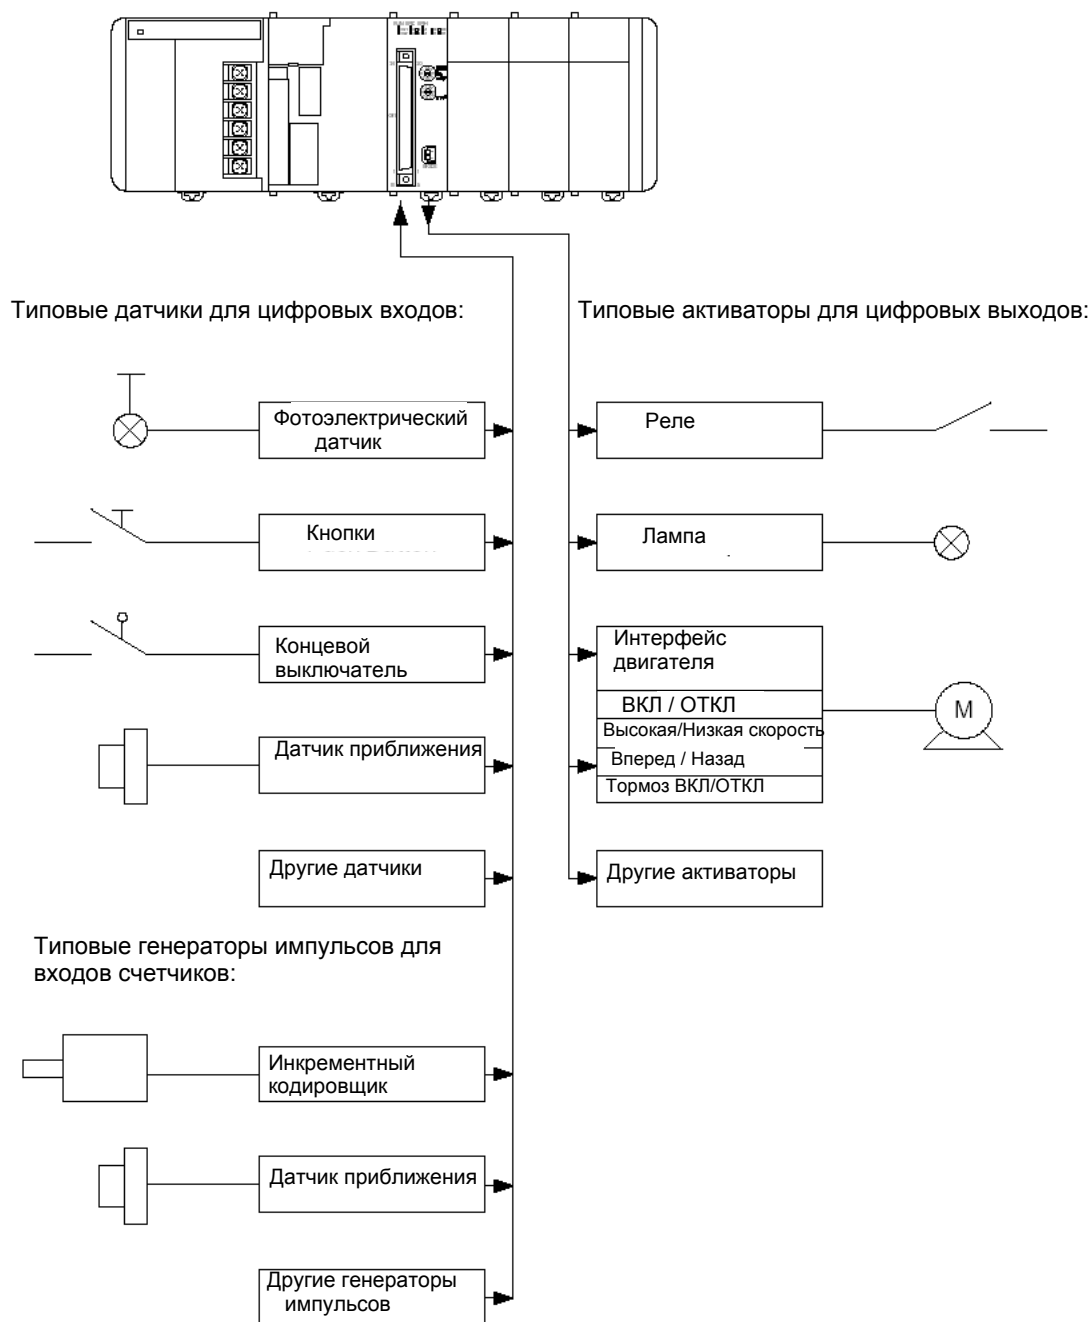 Типовые датчики для цифровых входов:
Типовые активаторы для цифровых выходов:
Фотоэлектрический
датчик
Реле
Кнопки
Лампа
Концевой
выключатель
Интерфейс
двигателя
ВКЛ / ОТКЛ
Высокая/Низкая скорость
Вперед / Назад
Тормоз ВКЛ/ОТКЛ
M
Датчик приближения
Другие датчики
Другие активаторы
Типовые генераторы импульсов для
входов счетчиков:
Инкрементный
кодировщик
Датчик приближения
Другие генераторы
импульсов